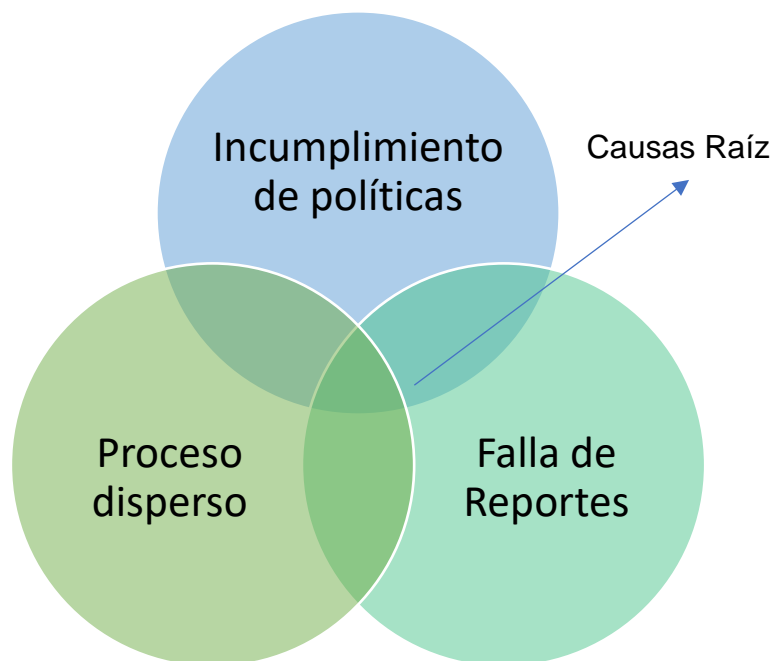 Incumplimiento
de políticas
Causas Raíz
Proceso
disperso
Falla de
Reportes